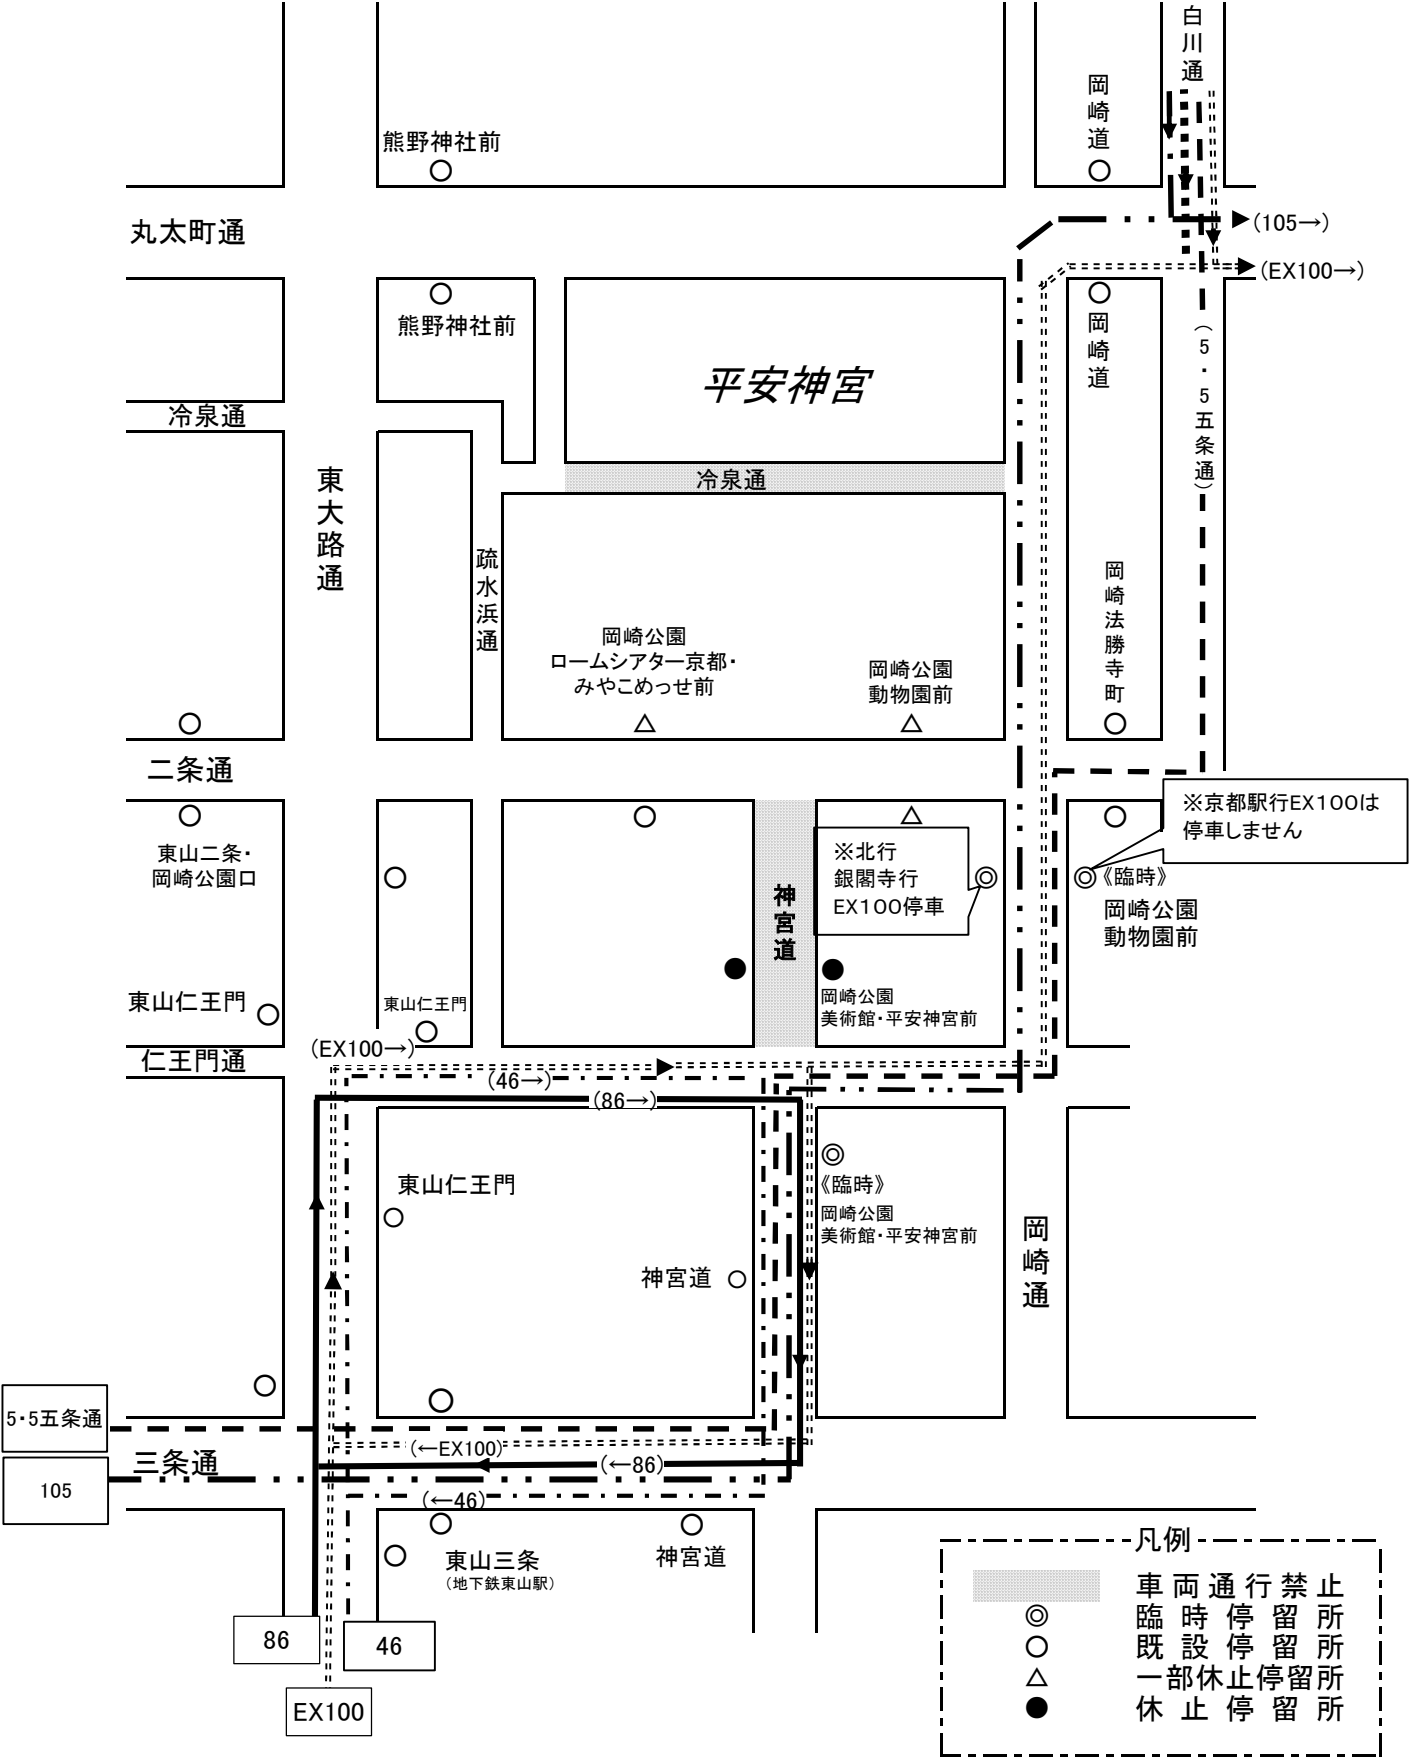 白川通
岡崎道
熊野神社前
丸太町通
(105→)
(EX100→)
熊野神社前
岡崎道
(5・5五条通)
平安神宮
冷泉通
冷泉通
東大路通
疏水浜通
岡崎公園
ロームシアター京都・
みやこめっせ前
岡崎公園
動物園前
岡崎法勝寺町
二条通
※京都駅行EX100は
停車しません
東山二条・
岡崎公園口
神宮道
※北行
銀閣寺行
EX100停車
《臨時》
岡崎公園
動物園前
東山仁王門
東山仁王門
岡崎公園
美術館・平安神宮前
仁王門通
(EX100→)
(46→)
(86→)
東山仁王門
《臨時》
岡崎公園
美術館・平安神宮前
神宮道
岡崎通
5・5五条通
三条通
(←EX100)
(←86)
105
(←46)
東山三条
(地下鉄東山駅)
神宮道
86
46
EX100
凡例
車両通行禁止
臨時停留所
既設停留所
一部休止停留所
休止停留所